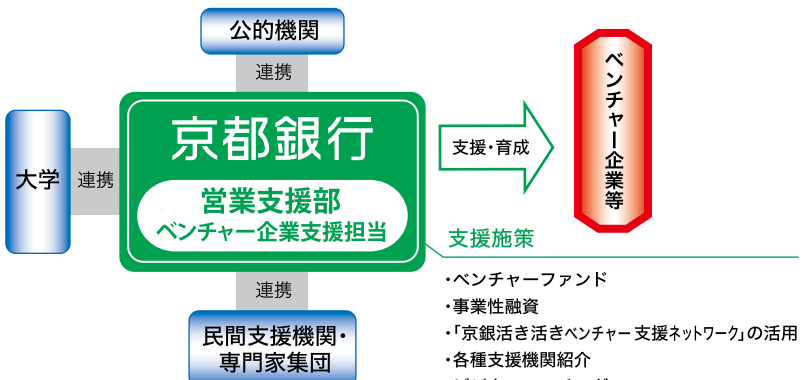 公的機関
連携
大学
連携
京都銀行
営業支援部
ベンチャー企業支援担当
支援・育成
ベンチャー企業等
連携
民間支援機関・
専門家集団
支援施策
・ベンチャーファンド
・事業性融資
・「京銀活き活きベンチャー支援ネットワーク」の活用
・各種支援機関紹介